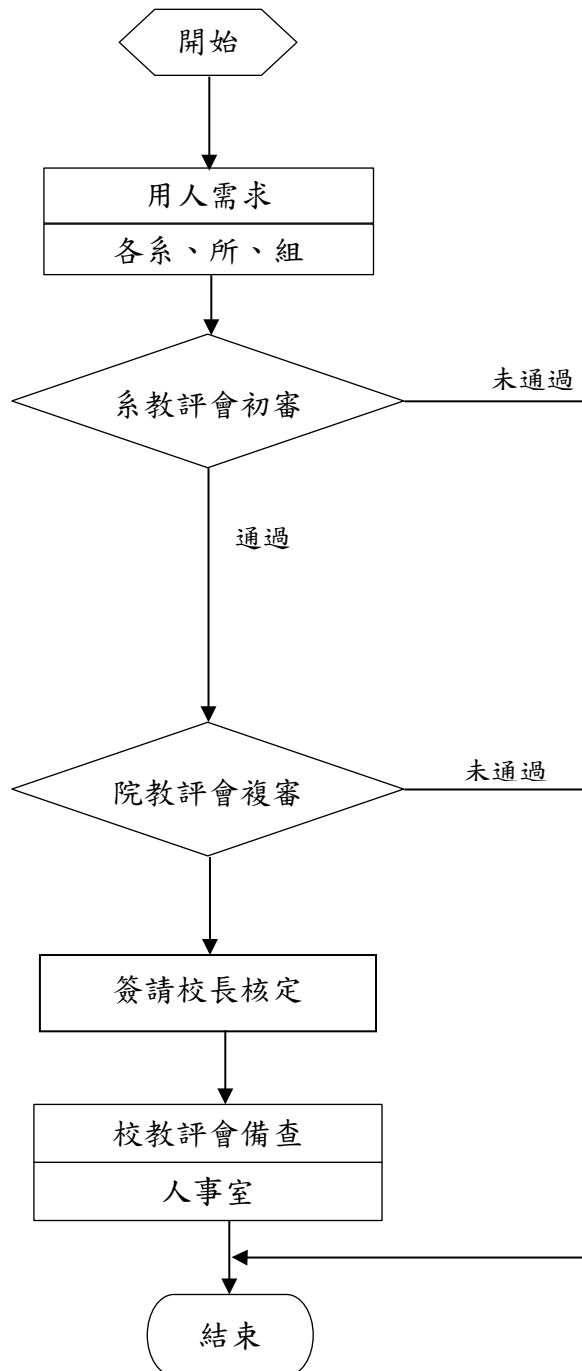 開始
用人需求
各系、所、組
系教評會初審
未通過
通過
院教評會複審
未通過
簽請校長核定
校教評會備查
人事室
結束